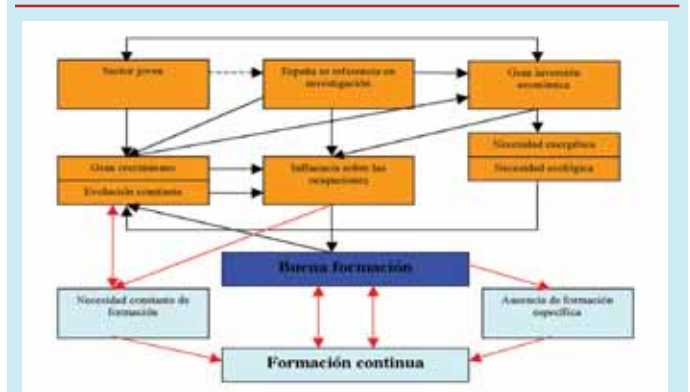 Sector joven
España es referencia en
investigación
Gran inversión
económica
Gran crecimiento
Evolución constante
Influencia sobre las
ocupaciones
Necesidad energética
Necesidad ecológica
Buena formación
Necesidad constante de
formación
Ausencia de formación
específica
Formación continua